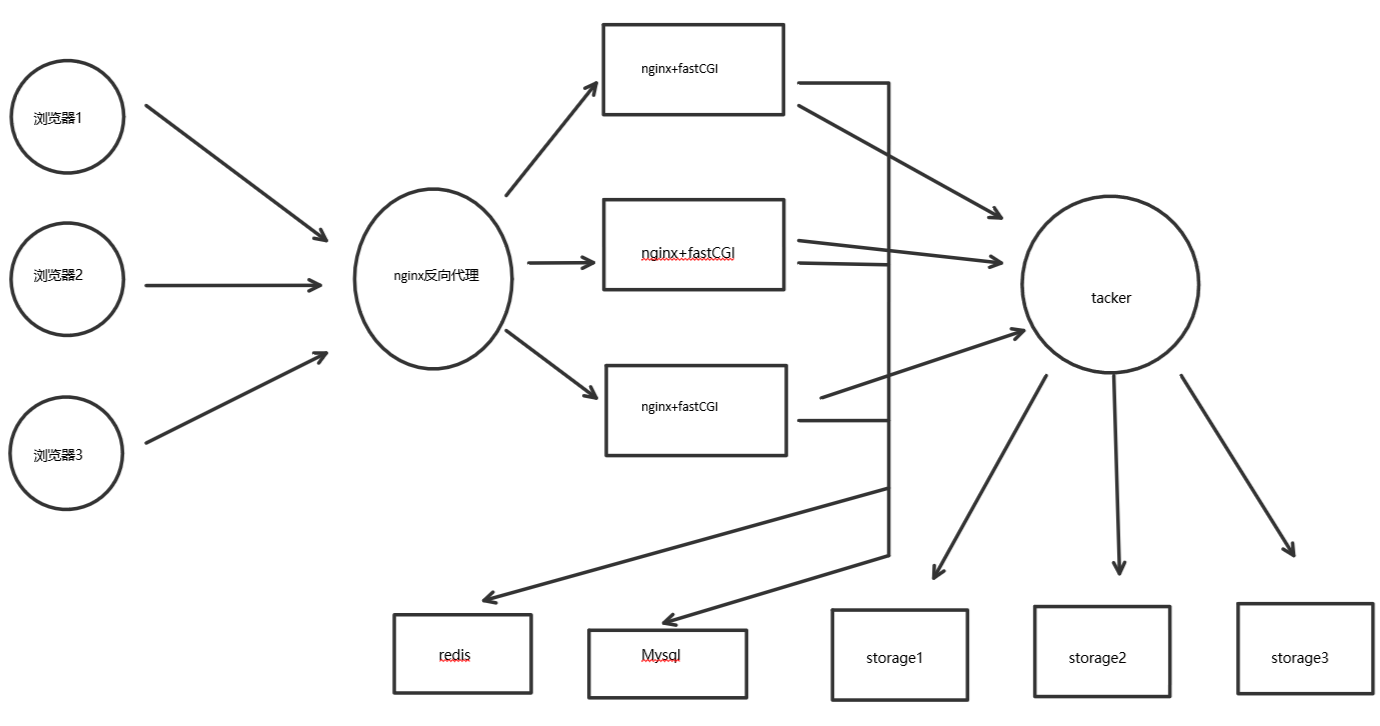 浏览器1
浏览器2
浏览器3
nginx反向代理
nginx+fastCGI
nginx+fastCGI
nginx+fastCGI
tacker
redis
Mysql
storage1
storage2
storage3